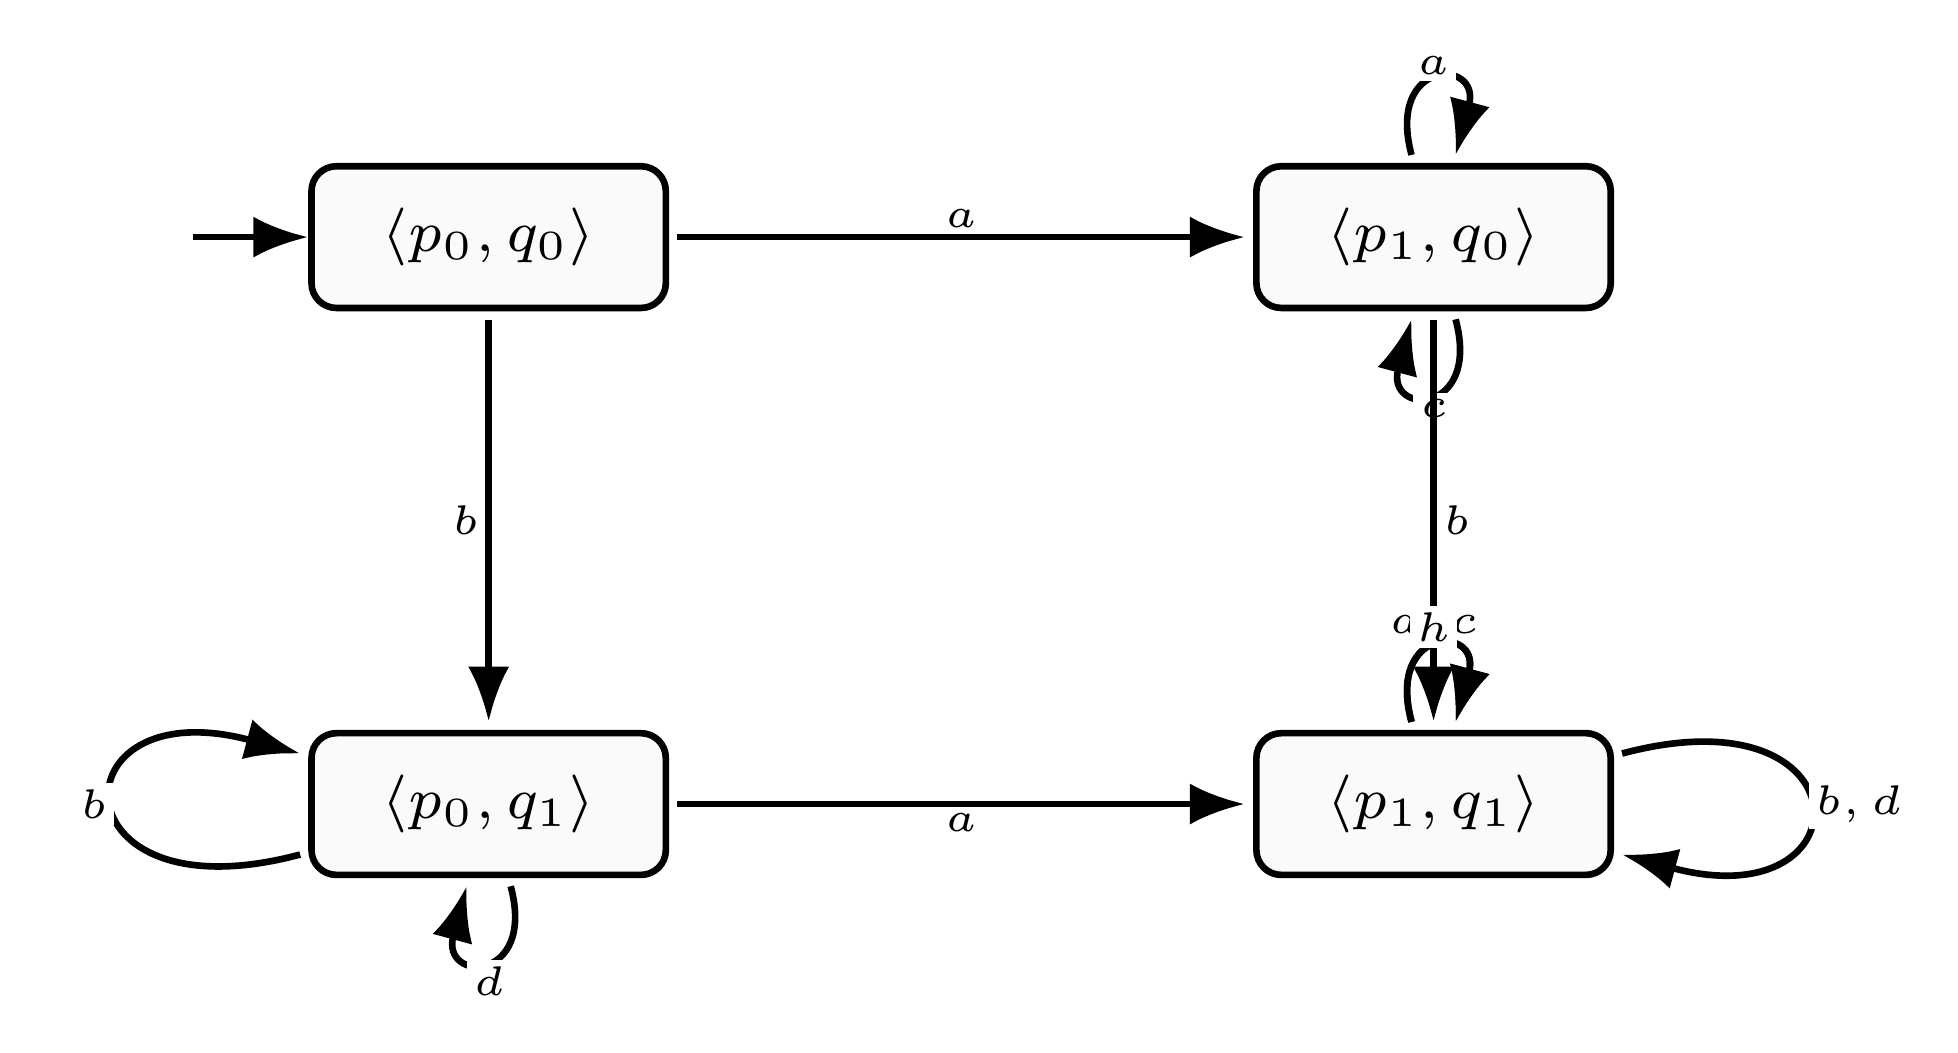 a
⟨p₀, q₀⟩ a ⟨p₁, q₀⟩
c
b b
h c
⟨p₀, q₁⟩ a ⟨p₁, q₁⟩
b b, d
d